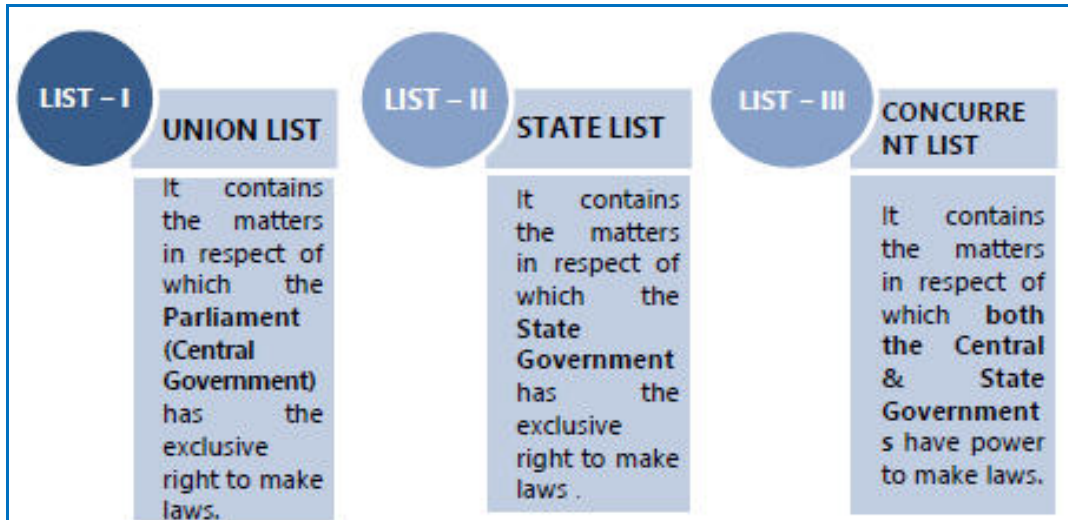 LIST – I
UNION LIST
It contains
the matters
in respect of
which the
Parliament
(Central
Government)
has the
exclusive
right to make
laws.
LIST – II
STATE LIST
It contains
the matters
in respect of
which the
State
Government
has the
exclusive
right to make
laws .
LIST – III
CONCURRE
NT LIST
It contains
the matters
in respect of
which both
the Central
& State
Government
s have power
to make laws.